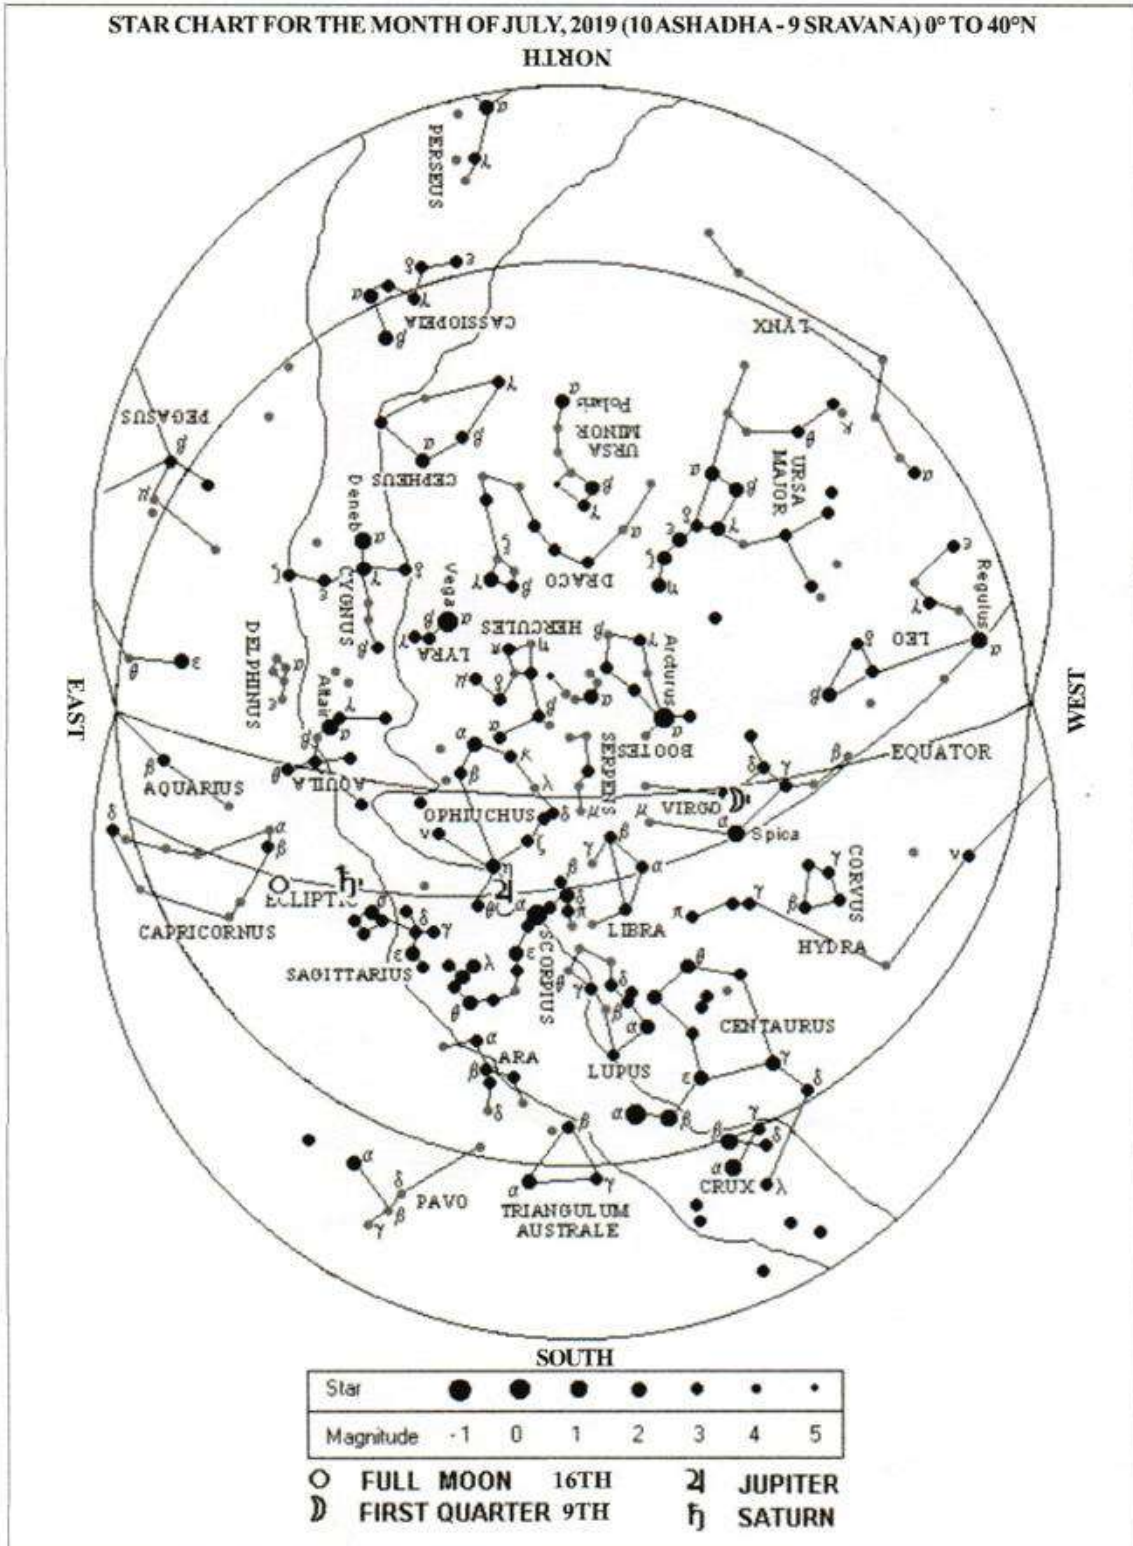 STAR CHART FOR THE MONTH OF JULY, 2019 (10 ASHADHA - 9 SRAVANA) 0° TO 40°N
NORTH
α
PERSEUS
γ
δ ε
α γ
CASSIOPEIA
β
LYNX
PEGASUS
β
μ
γ
α β
CEPHEUS
α
Polaris
URSA MINOR
β
γ
θ κ
α β
URSA MAJOR
α
δ γ
ε
ζ
η
Deneb
α
ζ ε γ δ
CYGNUS
β
ζ
γ β
DRACO
α
ε
Regulus
γ
LEO
δ
α
β
Vega
α
γ β
LYRA
HERCULES
π η
μ δ
β
α
β γ
Arcturus
α
α
BOOTES
θ ε
DELPHINUS
α
ε
Altair
γ
α
β
θ
AQUILA
EAST
WEST
EQUATOR
β
AQUARIUS
α
β κ
λ
OPHIUCHUS
δ
ν ζ
η
θ
SERPENS
μ
μ
VIRGO
δ γ β
α
Spica
δ
α
β
CAPRICORNUS
♄
ECLIPTIC
♃
β
δ
π
α
SCORPIUS
ε
λ
θ
β
α
LIBRA
π γ
γ
β
CORVUS
ν
HYDRA
σ δ γ
ε
SAGITTARIUS
θ
γ
δ
β
α
LUPUS
θ
CENTAURUS
ε γ
δ
α β
α
ARA
β
δ
β
α γ
TRIANGULUM
AUSTRALE
β γ
δ
α
CRUX λ
α
δ
β
γ
PAVO
SOUTH
Star
Magnitude -1 0 1 2 3 4 5
FULL MOON 16TH ♃ JUPITER
FIRST QUARTER 9TH ♄ SATURN